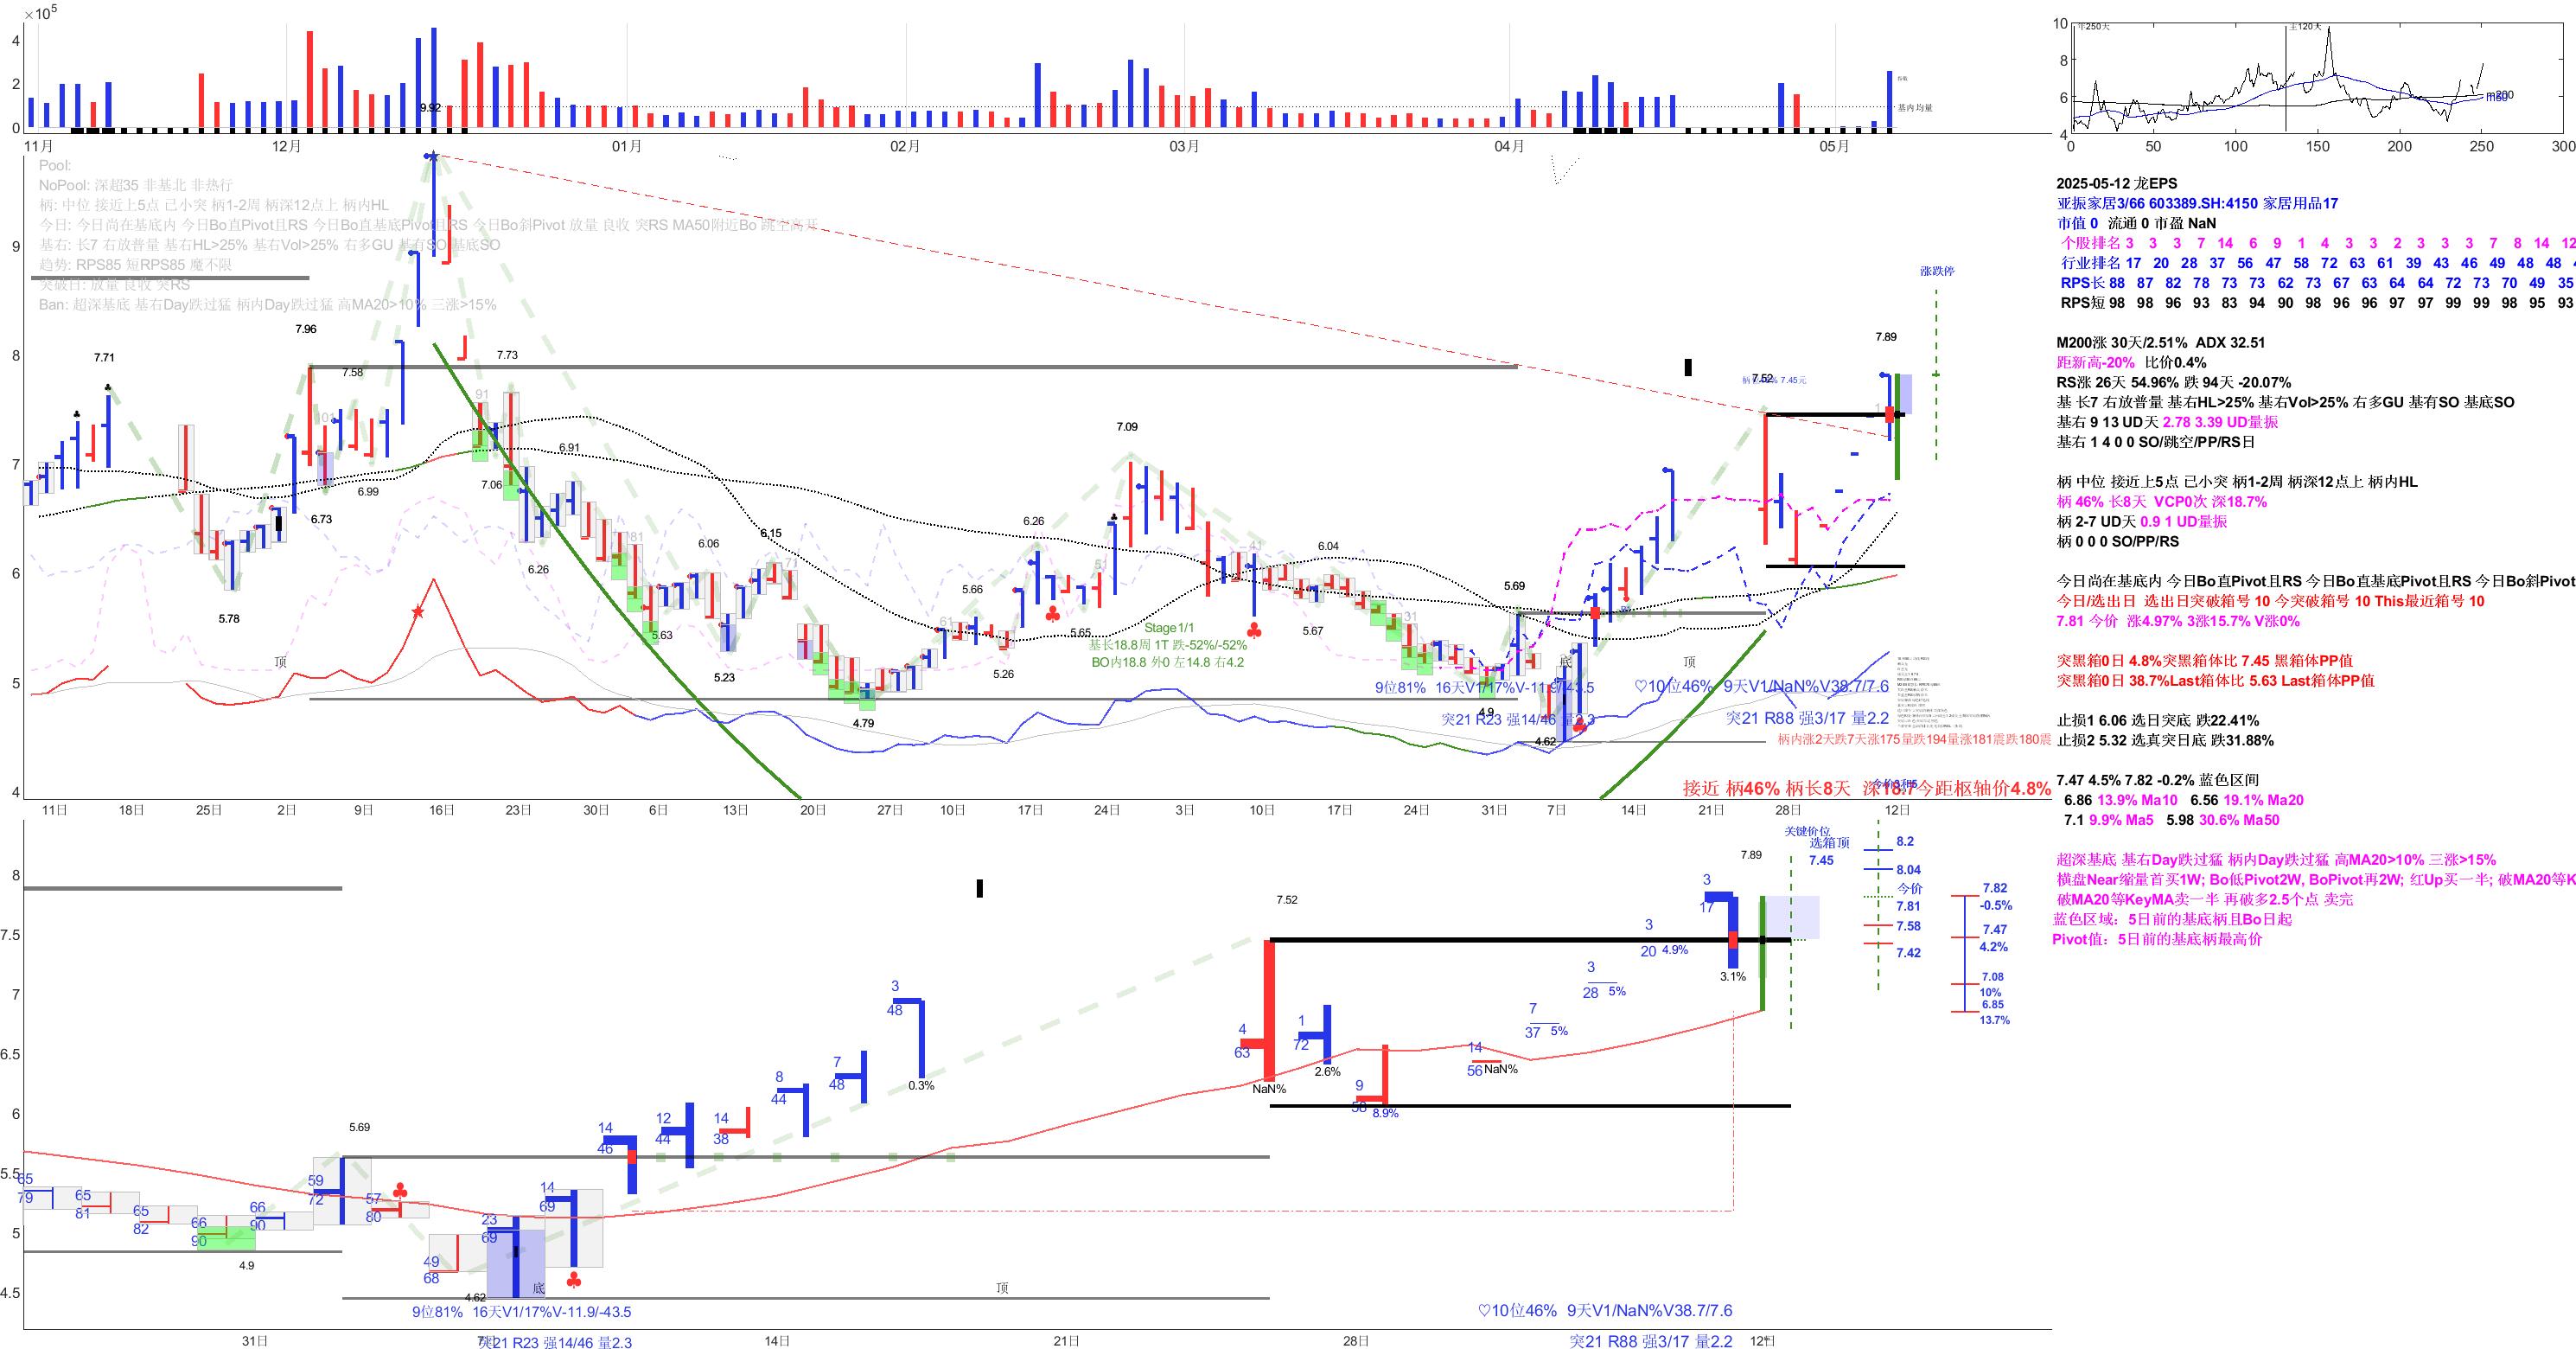 ×10⁵
4
2
0
9.92
基内均量
11月
12月
01月
02月
03月
04月
05月
Pool:
NoPool: 深超35 非基北 非热行
柄: 中位 接近上5点 己小突 柄1-2周 柄深12点上 柄内HL
今日: 今日尚在基底内 今日Bo直Pivot且RS 今日Bo直基底Pivot且RS 今日Bo斜Pivot 放量 良收 突RS MA50附近Bo 跳空高开
基右: 长7 右放普量 基右HL>25% 基右Vol>25% 右多GU 基有SO 基底SO
趋势: RPS85 短RPS85 魔不限
突破日: 放量 良收 突RS
Ban: 超深基底 基右Day跌过猛 柄内Day跌过猛 高MA20>10% 三涨>15%
9
8
7
6
5
4
7.71
7.96
7.58
7.73
6.99
6.73
5.78
7.06
6.91
6.26
6.06
6.15
5.63
5.23
4.79
5.66
5.26
6.26
5.65
7.09
6.04
5.67
5.69
4.9
4.62
7.52
7.89
涨跌停
顶
底
顶
Stage1/1
基长18.8周 1T 跌-52%/-52%
BO内18.8 外0 左14.8 右4.2
9位81% 16天V1/17%V-11.9/-43.5
突21 R23 强14/46 量2.3
♡10位46% 9天V1/NaN%V38.7/7.6
突21 R88 强3/17 量2.2
柄内涨2天跌7天涨175量跌194量涨181震跌180震
接近 柄46% 柄长8天 深18.7今距枢轴价4.8%
11日
18日
25日
2日
9日
16日
23日
30日
6日
13日
20日
27日
10日
17日
24日
3日
10日
17日
24日
31日
7日
14日
21日
28日
12日
8
7.5
7
6.5
6
5.5
5
4.5
5.69
4.9
4.62
7.52
7.89
65
79
65
81
65
82
66
90
66
90
59
72
57
80
49
68
23
69
14
69
14
46
12
44
14
38
8
44
7
48
3
48
0.3%
4
63
NaN%
1
72
2.6%
9
8.9%
14
56
NaN%
7
37 5%
3
28 5%
3
20 4.9%
3
17
3.1%
底
顶
9位81% 16天V1/17%V-11.9/-43.5
突21 R23 强14/46 量2.3
♡10位46% 9天V1/NaN%V38.7/7.6
突21 R88 强3/17 量2.2
31日
14日
21日
28日
12日
关键价位
选箱顶
7.45
8.2
8.04
今价
7.81
7.58
7.42
7.82
-0.5%
7.47
4.2%
7.08
10%
6.85
13.7%
10
8
6
4
年250天
主120天
0
50
100
150
200
250
300
2025-05-12 龙EPS
亚振家居3/66 603389.SH:4150 家居用品17
市值 0 流通 0 市盈 NaN
个股排名 3 3 3 7 14 6 9 1 4 3 3 2 3 3 3 7 8 14 12
行业排名 17 20 28 37 56 47 58 72 63 61 39 43 46 49 48 48
RPS长 88 87 82 78 73 73 62 73 67 63 64 64 72 73 70 49 35
RPS短 98 98 96 93 83 94 90 98 96 96 97 97 99 99 98 95 93
M200涨 30天/2.51% ADX 32.51
距新高-20% 比价0.4%
RS涨 26天 54.96% 跌 94天 -20.07%
基 长7 右放普量 基右HL>25% 基右Vol>25% 右多GU 基有SO 基底SO
基右 9 13 UD天 2.78 3.39 UD量振
基右 1 4 0 0 SO/跳空/PP/RS日
柄 中位 接近上5点 己小突 柄1-2周 柄深12点上 柄内HL
柄 46% 长8天 VCP0次 深18.7%
柄 2-7 UD天 0.9 1 UD量振
柄 0 0 0 SO/PP/RS
今日尚在基底内 今日Bo直Pivot且RS 今日Bo直基底Pivot且RS 今日Bo斜Pivot
今日/选出日 选出日突破箱号 10 今突破箱号 10 This最近箱号 10
7.81 今价 涨4.97% 3涨15.7% V涨0%
突黑箱0日 4.8%突黑箱体比 7.45 黑箱体PP值
突黑箱0日 38.7%Last箱体比 5.63 Last箱体PP值
止损1 6.06 选日突底 跌22.41%
止损2 5.32 选真突日底 跌31.88%
7.47 4.5% 7.82 -0.2% 蓝色区间
6.86 13.9% Ma10 6.56 19.1% Ma20
7.1 9.9% Ma5 5.98 30.6% Ma50
超深基底 基右Day跌过猛 柄内Day跌过猛 高MA20>10% 三涨>15%
横盘Near缩量首买1W; Bo低Pivot2W, BoPivot再2W; 红Up买一半; 破MA20等K
破MA20等KeyMA卖一半 再破多2.5个点 卖完
蓝色区域：5日前的基底柄且Bo日起
Pivot值：5日前的基底柄最高价